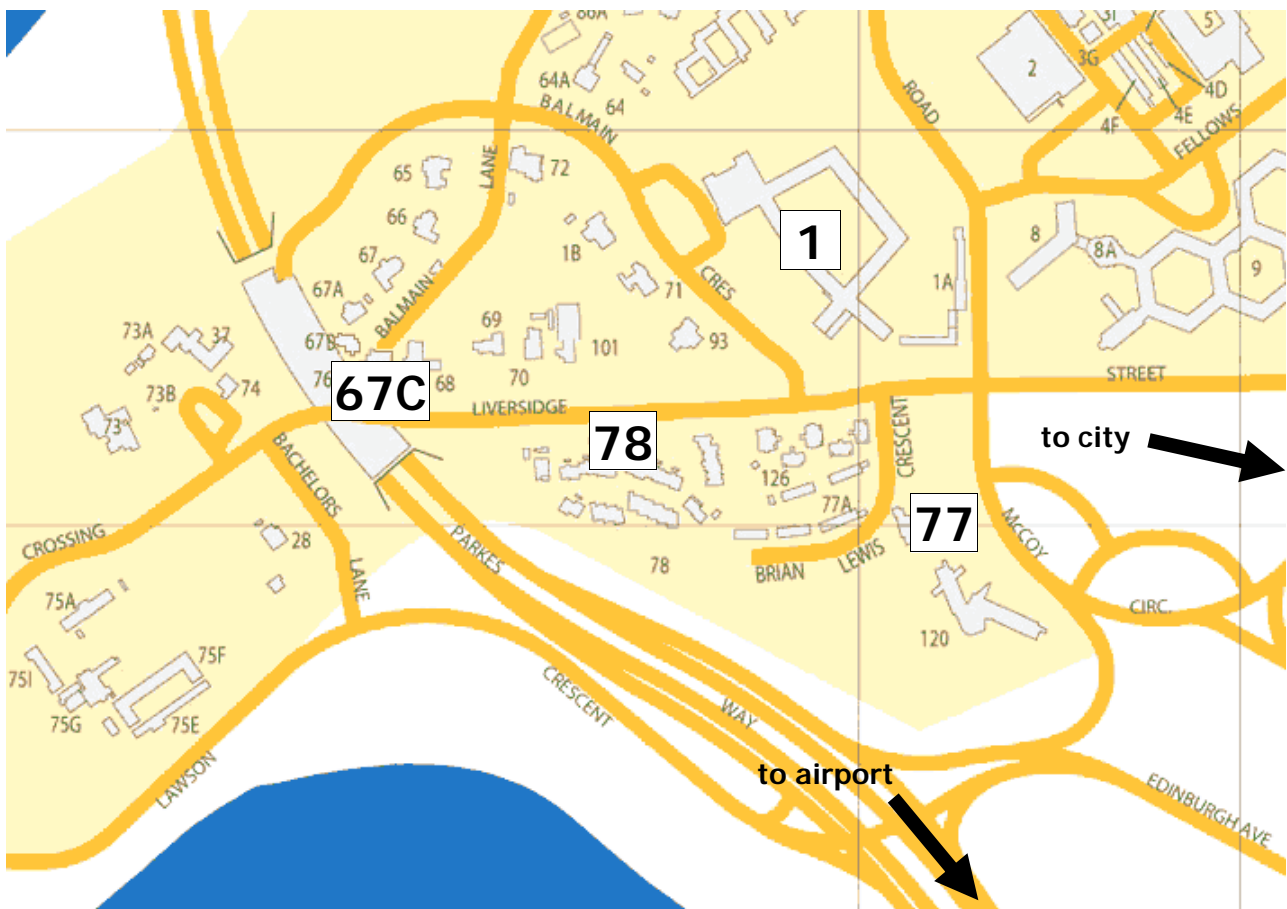 86A
3I
5
2
3G
64A
64
BALMAIN
ROAD
4D
4F
4E
FELLOWS
65
LANE
72
66
1
8
8A
67
1B
9
67A
71
CRES
1A
73A
37
67B
BALMAIN
69
101
93
STREET
73B
74
76
67C
68
70
LIVERSIDGE
73
78
CRESCENT
to city
BACHELORS
126
77A
77
CROSSING
28
PARKES
78
BRIAN
LEWIS
MCCOY
75A
LANE
CIRC.
120
75I
75F
75G
75E
CRESCENT
WAY
LAWSON
to airport
EDINBURGH AVE